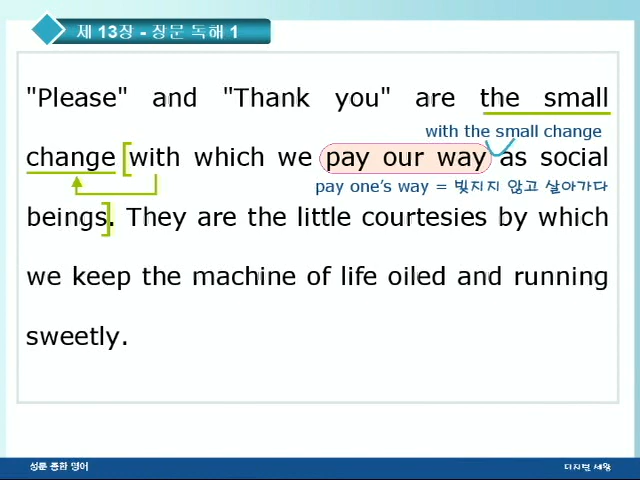 제 13장 - 장문 독해 1
"Please" and "Thank you" are the small
with the small change
change [with which we pay our way as social
pay one's way = 빚지지 않고 살아가다
beings]. They are the little courtesies by which
we keep the machine of life oiled and running
sweetly.
성문 종합 영어
디지털 세왕